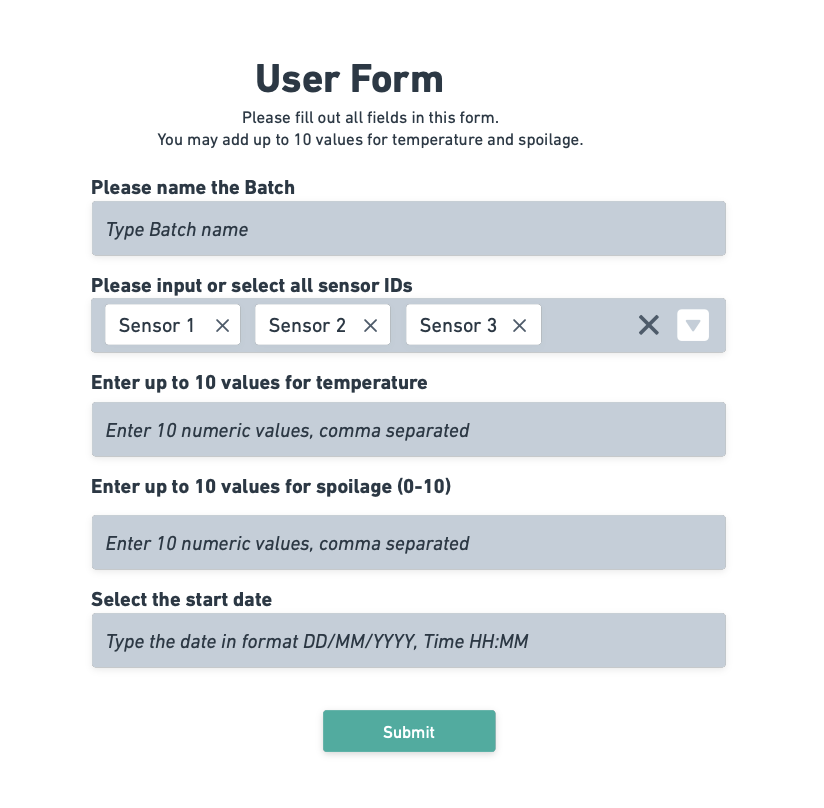 User Form
Please fill out all fields in this form.
You may add up to 10 values for temperature and spoilage.
Please name the Batch
Type Batch name
Please input or select all sensor IDs
Sensor 1 Sensor 2 Sensor 3
Enter up to 10 values for temperature
Enter 10 numeric values, comma separated
Enter up to 10 values for spoilage (0-10)
Enter 10 numeric values, comma separated
Select the start date
Type the date in format DD/MM/YYYY, Time HH:MM
Submit